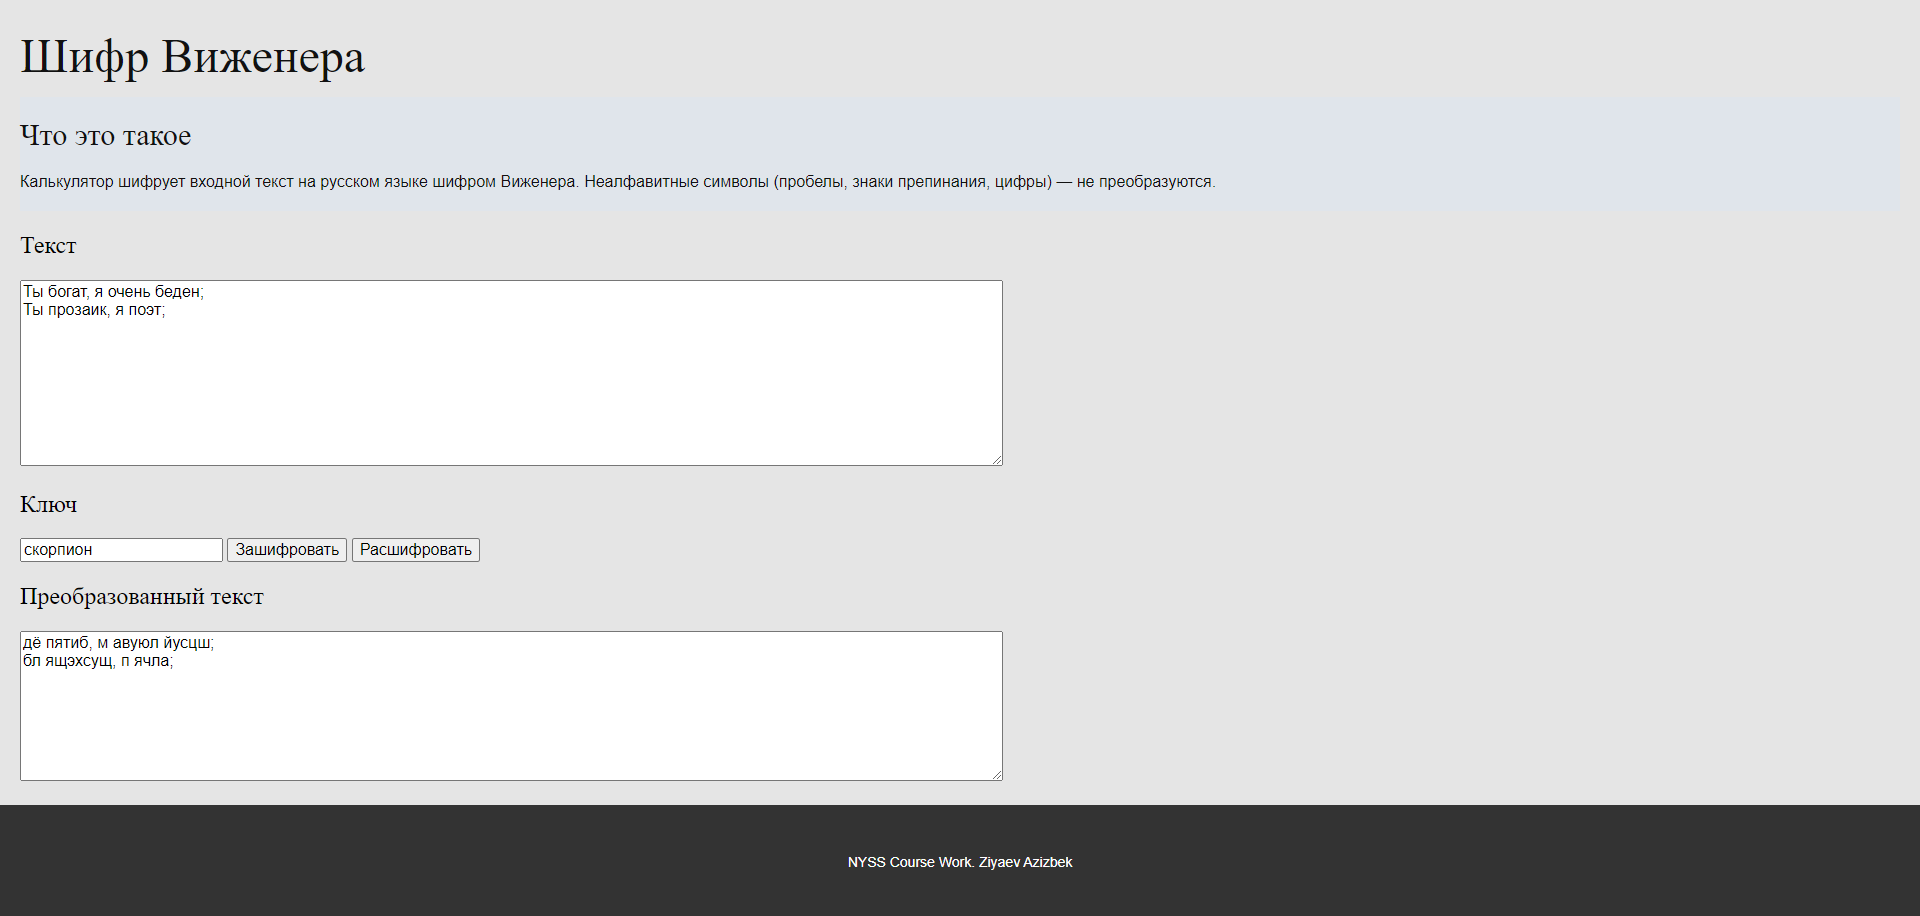 Шифр Виженера
Что это такое
Калькулятор шифрует входной текст на русском языке шифром Виженера. Неалфавитные символы (пробелы, знаки препинания, цифры) — не преобразуются.
Текст
Ты богат, я очень беден;
Ты прозаик, я поэт;
Ключ
скорпион
Зашифровать
Расшифровать
Преобразованный текст
дё пятиб, м авуюл йусцш;
бл ящэхсущ, п ячла;
NYSS Course Work. Ziyaev Azizbek